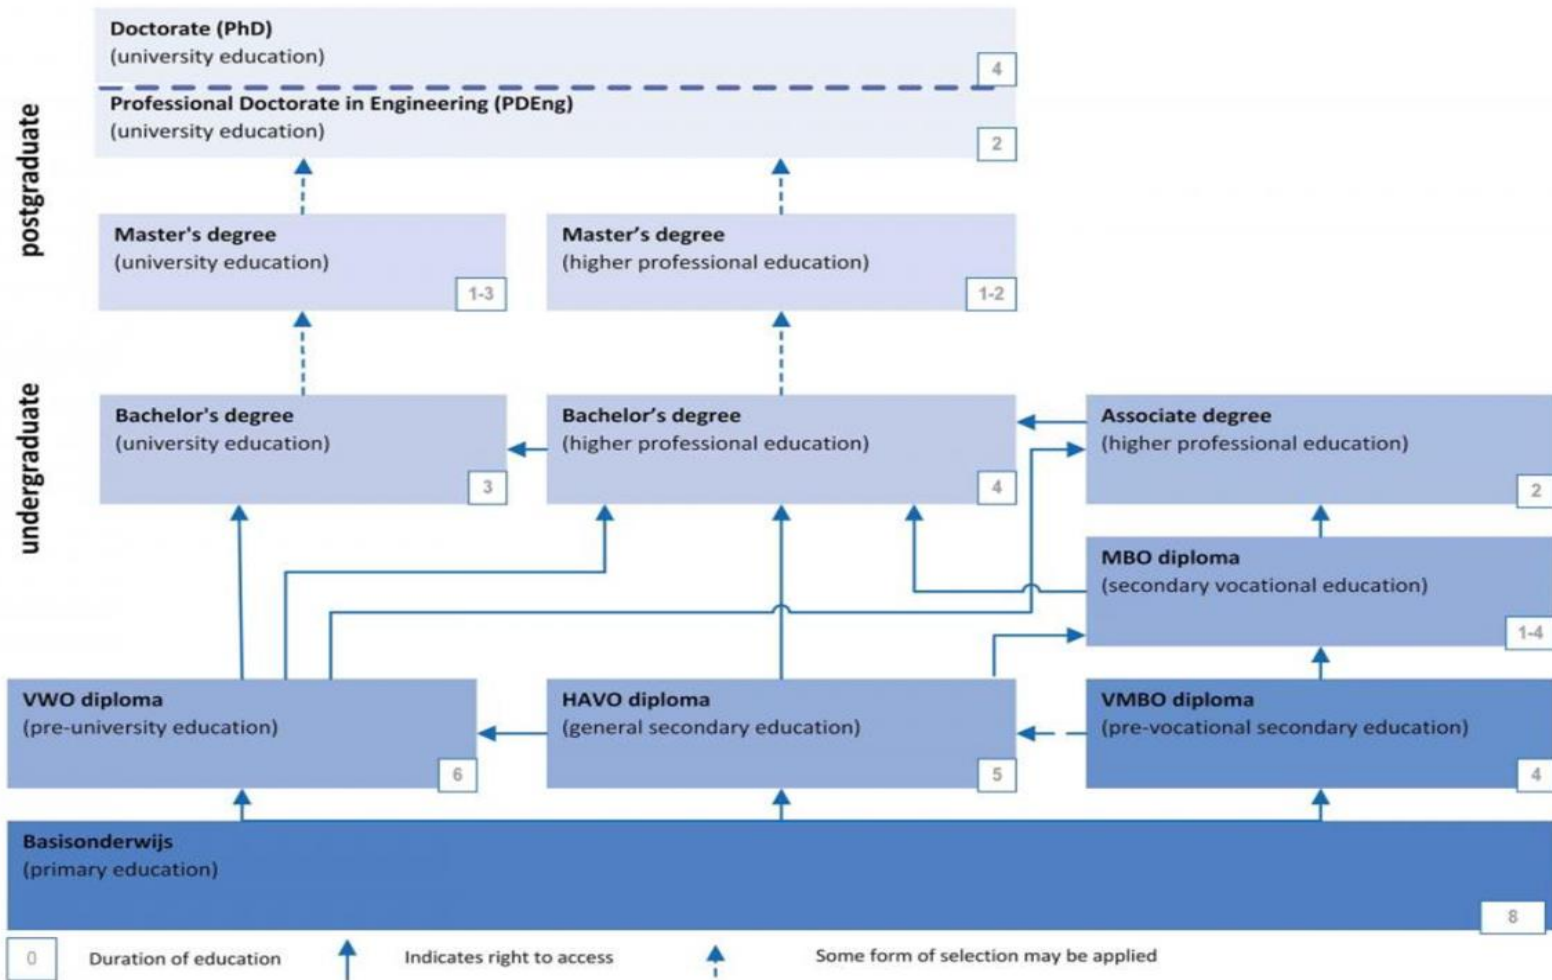 Doctorate (PhD)
(university education)
4
Professional Doctorate in Engineering (PDEng)
(university education)
2
postgraduate
Master's degree
(university education)
1-3
Master’s degree
(higher professional education)
1-2
undergraduate
Bachelor's degree
(university education)
3
Bachelor’s degree
(higher professional education)
4
Associate degree
(higher professional education)
2
MBO diploma
(secondary vocational education)
1-4
VWO diploma
(pre-university education)
6
HAVO diploma
(general secondary education)
5
VMBO diploma
(pre-vocational secondary education)
4
Basisonderwijs
(primary education)
8
0 Duration of education
Indicates right to access
Some form of selection may be applied